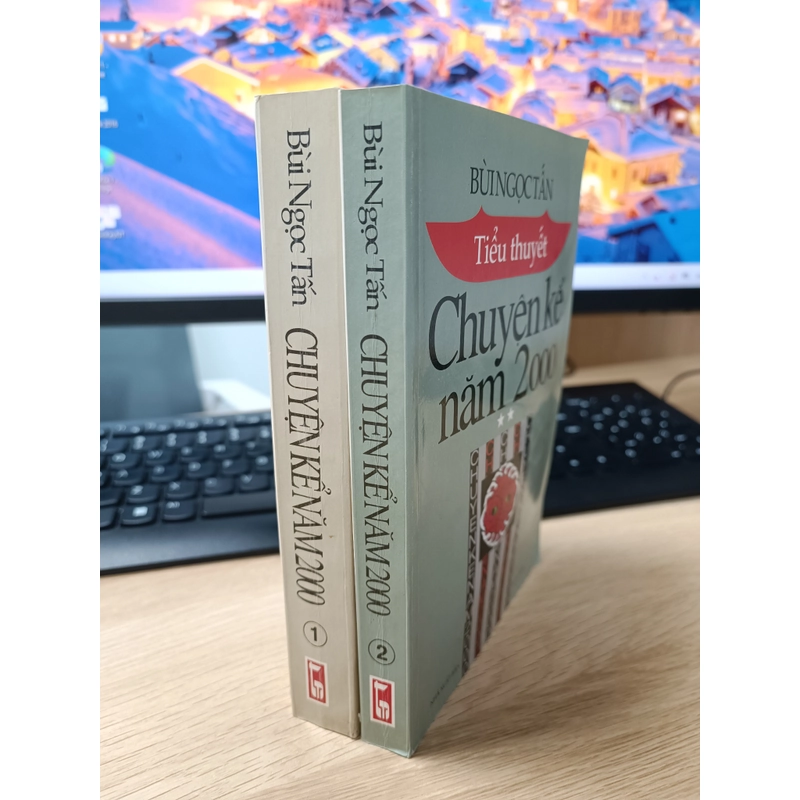 Bùi Ngọc Tấn CHUYỆN KỂ NĂM 2000 1
Bùi Ngọc Tấn CHUYỆN KỂ NĂM 2000 2
BÙI NGỌC TẤN
Tiểu thuyết
Chuyện kể
năm 2000